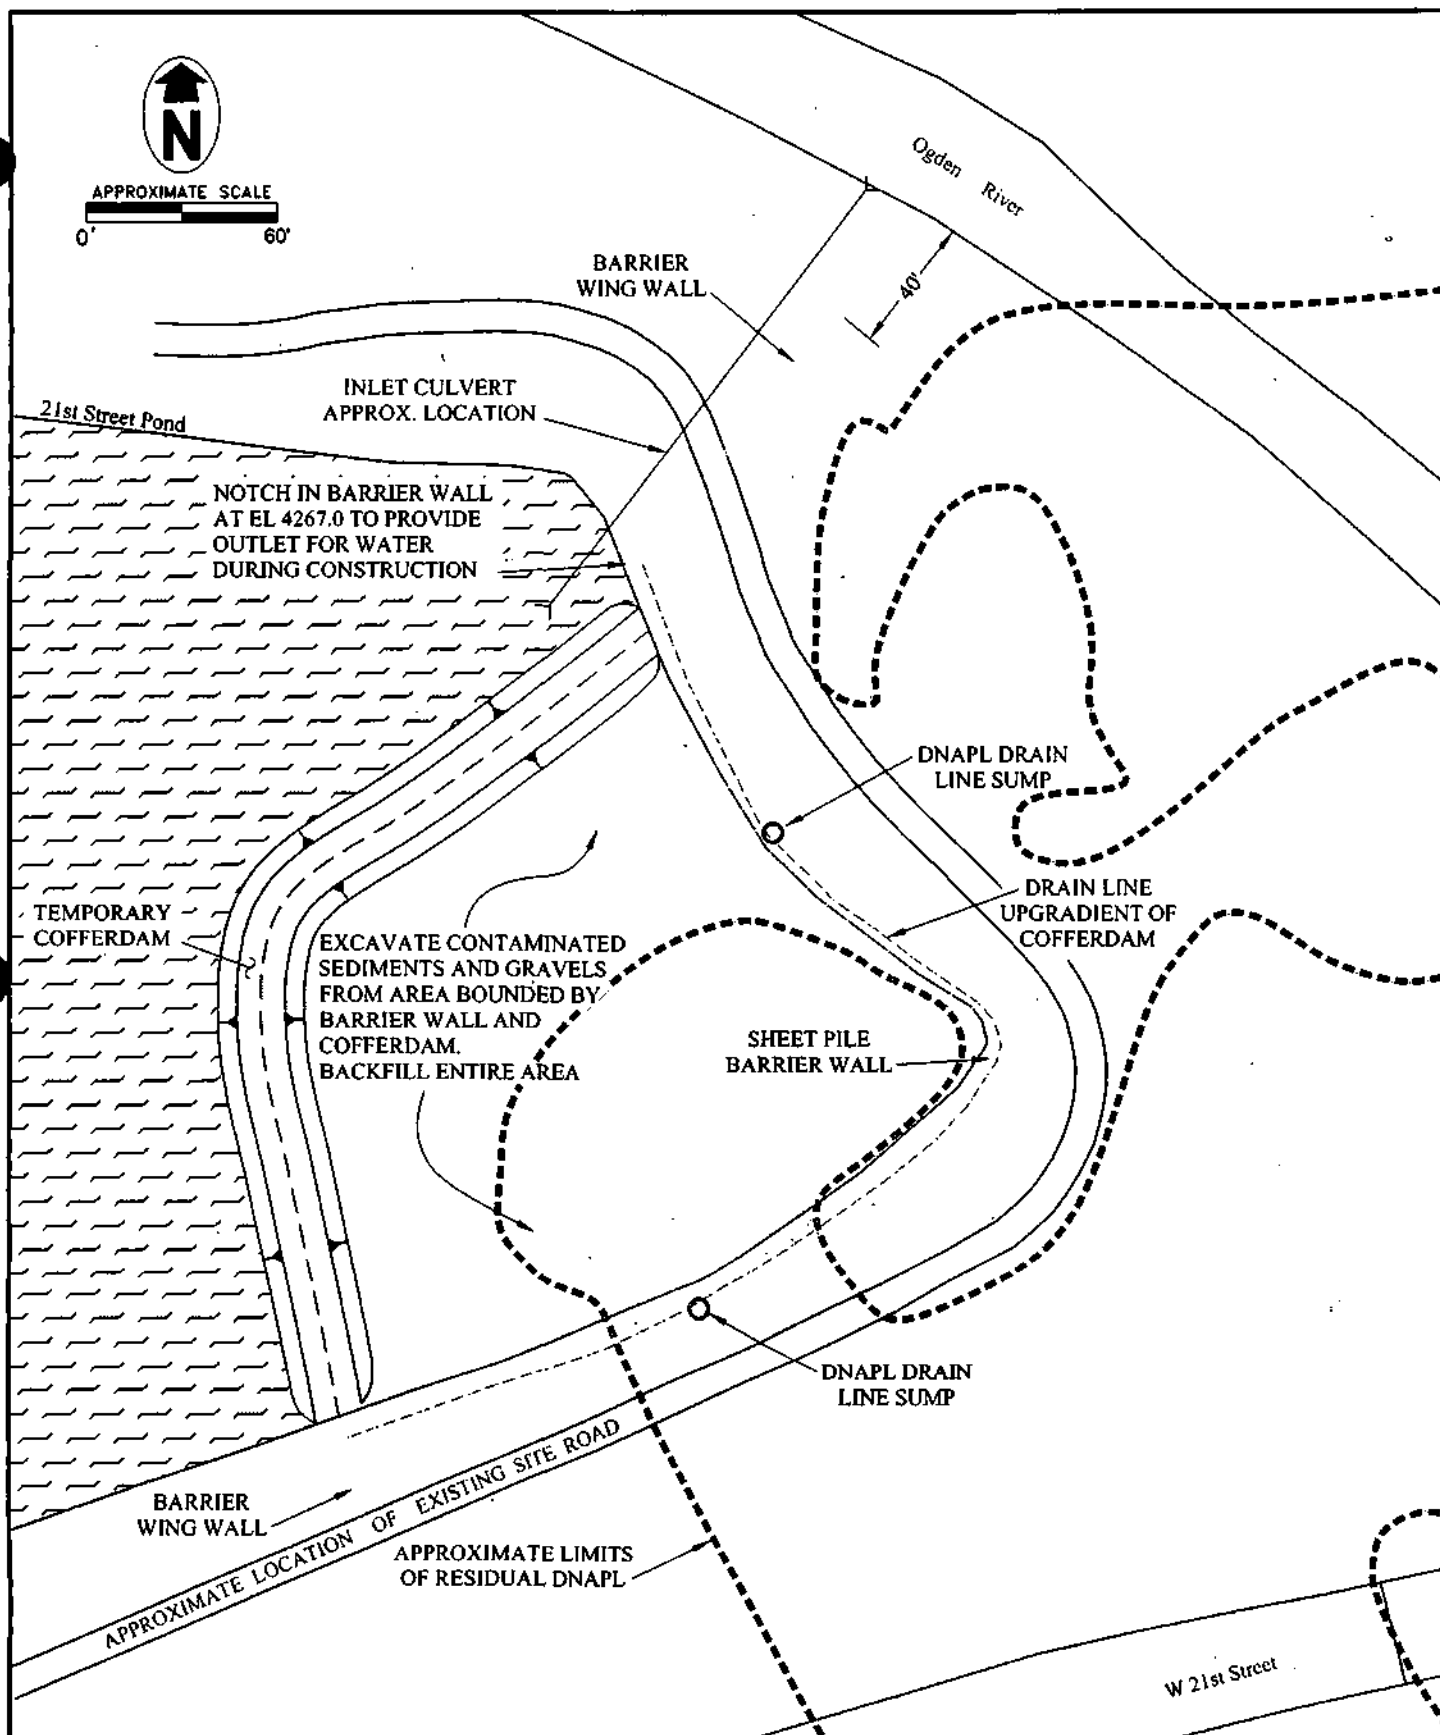 N
APPROXIMATE SCALE
0'
60'
Ogden River
BARRIER
WING WALL
40'
INLET CULVERT
APPROX. LOCATION
21st Street Pond
NOTCH IN BARRIER WALL
AT EL 4267.0 TO PROVIDE
OUTLET FOR WATER
DURING CONSTRUCTION
DNAPL DRAIN
LINE SUMP
DRAIN LINE
UPGRADIENT OF
COFFERDAM
TEMPORARY
COFFERDAM
EXCAVATE CONTAMINATED
SEDIMENTS AND GRAVELS
FROM AREA BOUNDED BY
BARRIER WALL AND
COFFERDAM.
BACKFILL ENTIRE AREA
SHEET PILE
BARRIER WALL
DNAPL DRAIN
LINE SUMP
BARRIER
WING WALL
APPROXIMATE LOCATION OF EXISTING SITE ROAD
APPROXIMATE LIMITS
OF RESIDUAL DNAPL
W 21st Street